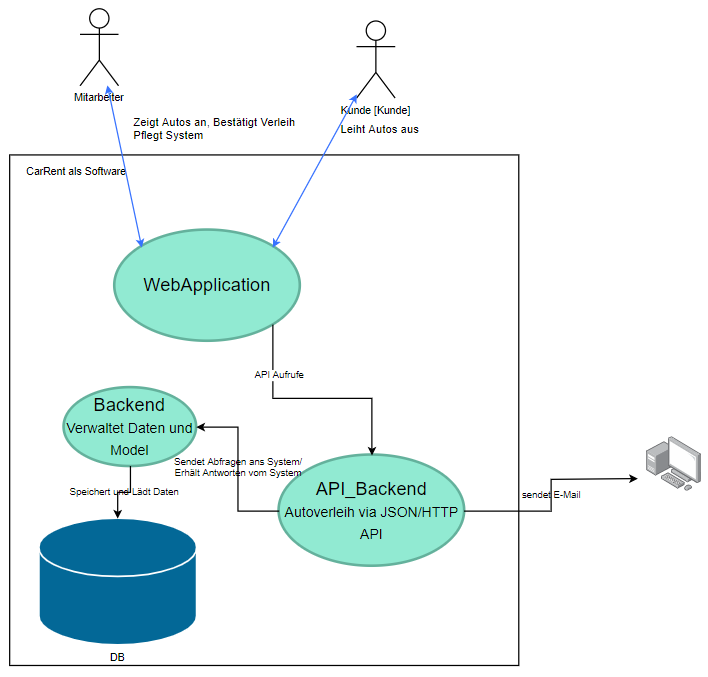 Mitarbeiter
Kunde [Kunde]
Zeigt Autos an, Bestätigt Verleih
Pflegt System
Leiht Autos aus
CarRent als Software
WebApplication
API Aufrufe
Backend
Verwaltet Daten und
Model
Sendet Abfragen ans System/
Erhält Antworten vom System
API_Backend
Autoverleih via JSON/HTTP
API
Speichert und Lädt Daten
sendet E-Mail
DB